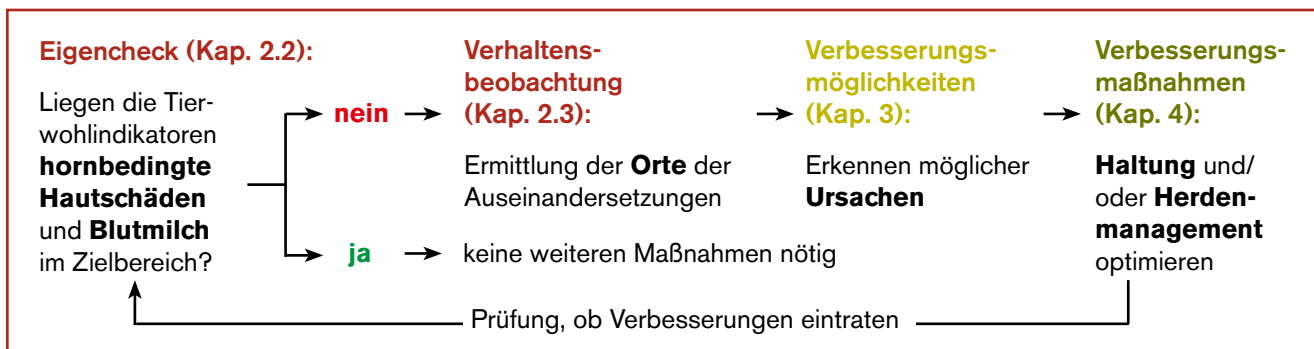 Eigencheck (Kap. 2.2):
Liegen die Tier-
wohlindikatoren
hornbedingte
Hautschäden
und Blutmilch
im Zielbereich?
nein
ja
Verhaltens-
beobachtung
(Kap. 2.3):
Ermittlung der Orte der
Auseinandersetzungen
keine weiteren Maßnahmen nötig
Verbesserungs-
möglichkeiten
(Kap. 3):
Erkennen möglicher
Ursachen
Verbesserungs-
maßnahmen
(Kap. 4):
Haltung und/
oder Herden-
management
optimieren
Prüfung, ob Verbesserungen eintraten